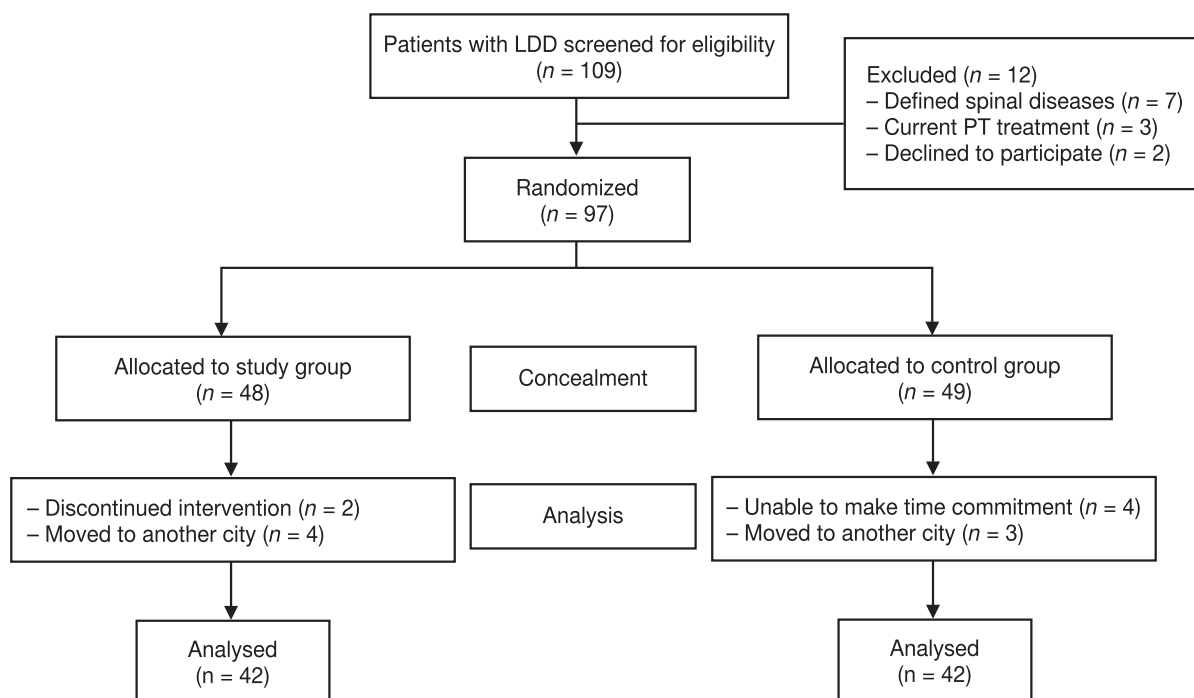 Patients with LDD screened for eligibility
(n = 109)
Excluded (n = 12)
– Defined spinal diseases (n = 7)
– Current PT treatment (n = 3)
– Declined to participate (n = 2)
Randomized
(n = 97)
Allocated to study group
(n = 48)
Concealment
Allocated to control group
(n = 49)
– Discontinued intervention (n = 2)
– Moved to another city (n = 4)
Analysis
– Unable to make time commitment (n = 4)
– Moved to another city (n = 3)
Analysed
(n = 42)
Analysed
(n = 42)